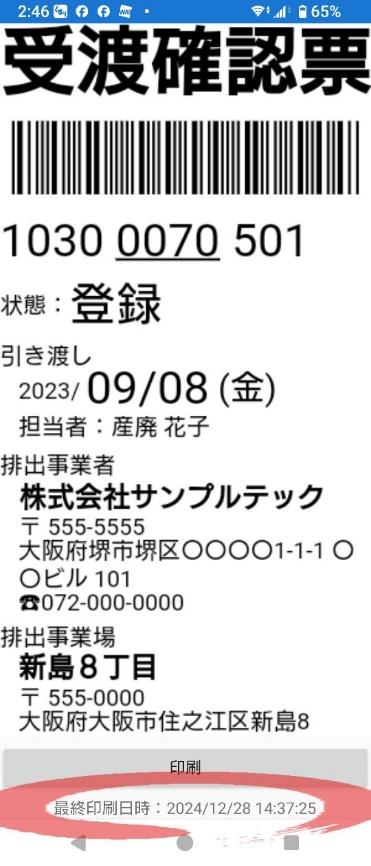 2:46 65%
受渡確認票
1030 0070 501
状態：登録
引き渡し
2023/ 09/08 (金)
担当者：産廃 花子
排出事業者
株式会社サンプルテック
〒 555-5555
大阪府堺市堺区〇〇〇〇1-1-1 〇
〇ビル 101
☎072-000-0000
排出事業場
新島８丁目
〒 555-0000
大阪府大阪市住之江区新島8
印刷
最終印刷日時：2024/12/28 14:37:25